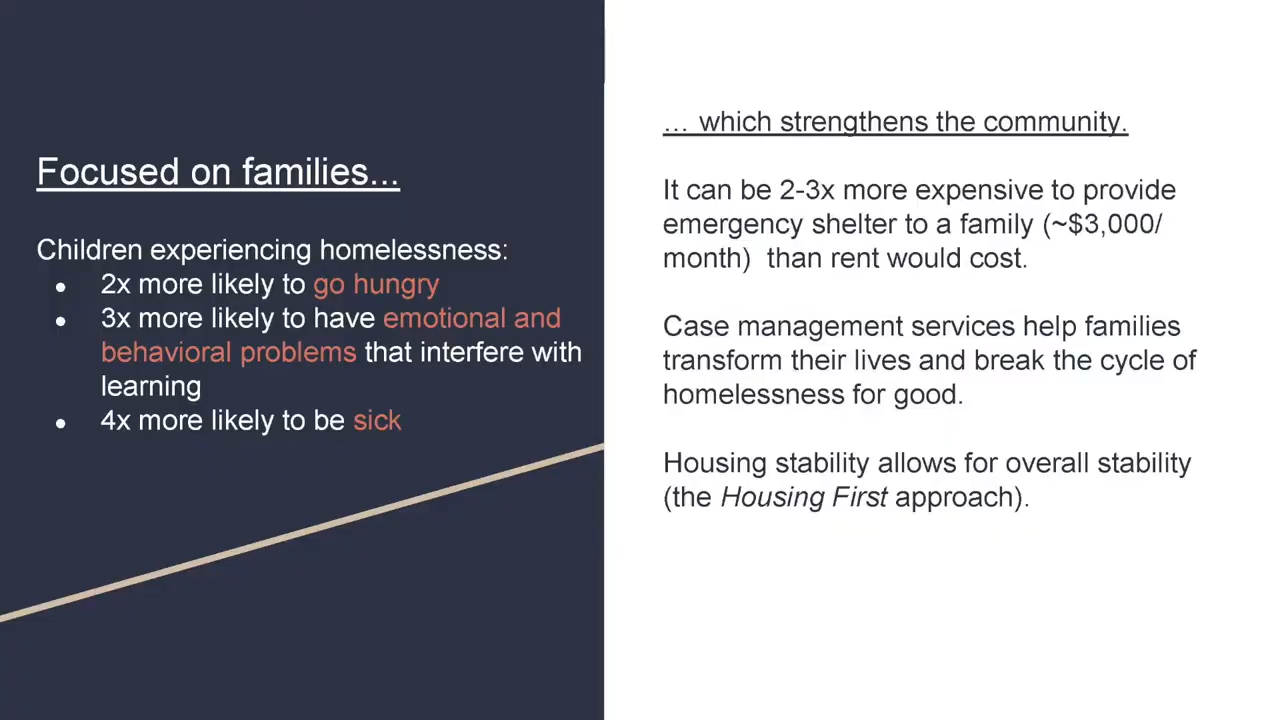 Focused on families...
Children experiencing homelessness:
● 2x more likely to go hungry
● 3x more likely to have emotional and
behavioral problems that interfere with
learning
● 4x more likely to be sick
... which strengthens the community.
It can be 2-3x more expensive to provide
emergency shelter to a family (~$3,000/
month)  than rent would cost.
Case management services help families
transform their lives and break the cycle of
homelessness for good.
Housing stability allows for overall stability
(the Housing First approach).